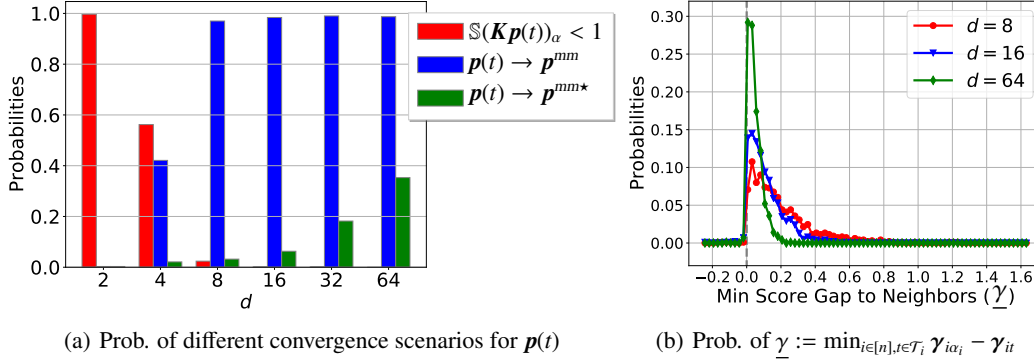 1.0
0.8
0.6
0.4
0.2
0.0
Probabilities
2 4 8 16 32 64
d
𝕊(Kp(t))_α < 1
p(t) → p^{mm}
p(t) → p^{mm⋆}
(a) Prob. of different convergence scenarios for p(t)
0.30
0.25
0.20
0.15
0.10
0.05
0.00
Probabilities
−0.2 0.0 0.2 0.4 0.6 0.8 1.0 1.2 1.4 1.6
Min Score Gap to Neighbors (γ̲)
d = 8
d = 16
d = 64
(b) Prob. of γ̲ := min_{i∈[n],t∈𝒯_i} γ_{iα_i} − γ_{it}